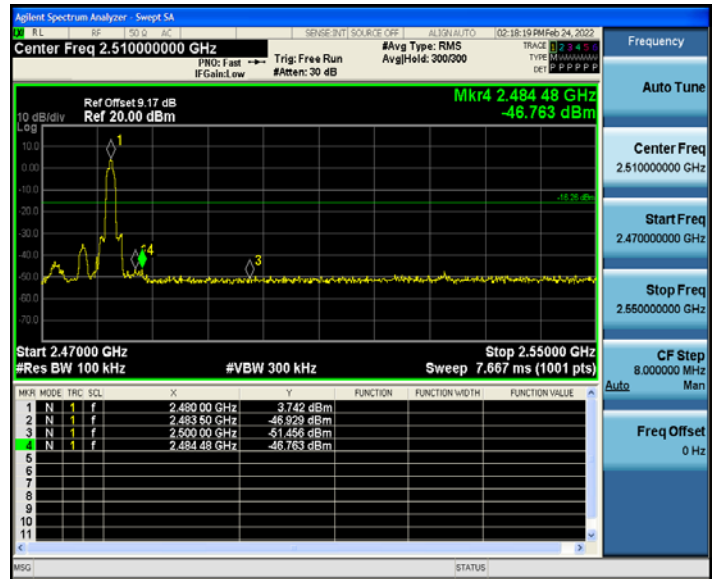 Agilent Spectrum Analyzer - Swept SA
RL RF 50 Ω AC SENSE:INT SOURCE OFF ALIGN AUTO 02:18:19 PM Feb 24, 2022
Center Freq 2.510000000 GHz
PNO: Fast
IFGain:Low
Trig: Free Run
#Atten: 30 dB
#Avg Type: RMS
Avg|Hold: 300/300
TRACE 1 2 3 4 5 6
TYPE M
DET P P P P P P
Ref Offset 9.17 dB
10 dB/div Ref 20.00 dBm
Log
Mkr4 2.484 48 GHz
-46.763 dBm
10.0
0.00
-10.0
-20.0
-30.0
-40.0
-50.0
-60.0
-70.0
1
4
3
-16.26 dBm
Start 2.47000 GHz Stop 2.55000 GHz
#Res BW 100 kHz #VBW 300 kHz Sweep 7.667 ms (1001 pts)
MKR MODE TRC SCL X Y FUNCTION FUNCTION WIDTH FUNCTION VALUE
1 N 1 f 2.480 00 GHz 3.742 dBm
2 N 1 f 2.483 50 GHz -46.929 dBm
3 N 1 f 2.500 00 GHz -51.456 dBm
4 N 1 f 2.484 48 GHz -46.763 dBm
5
6
7
8
9
10
11
MSG STATUS
Frequency
Auto Tune
Center Freq
2.510000000 GHz
Start Freq
2.470000000 GHz
Stop Freq
2.550000000 GHz
CF Step
8.000000 MHz
Auto Man
Freq Offset
0 Hz